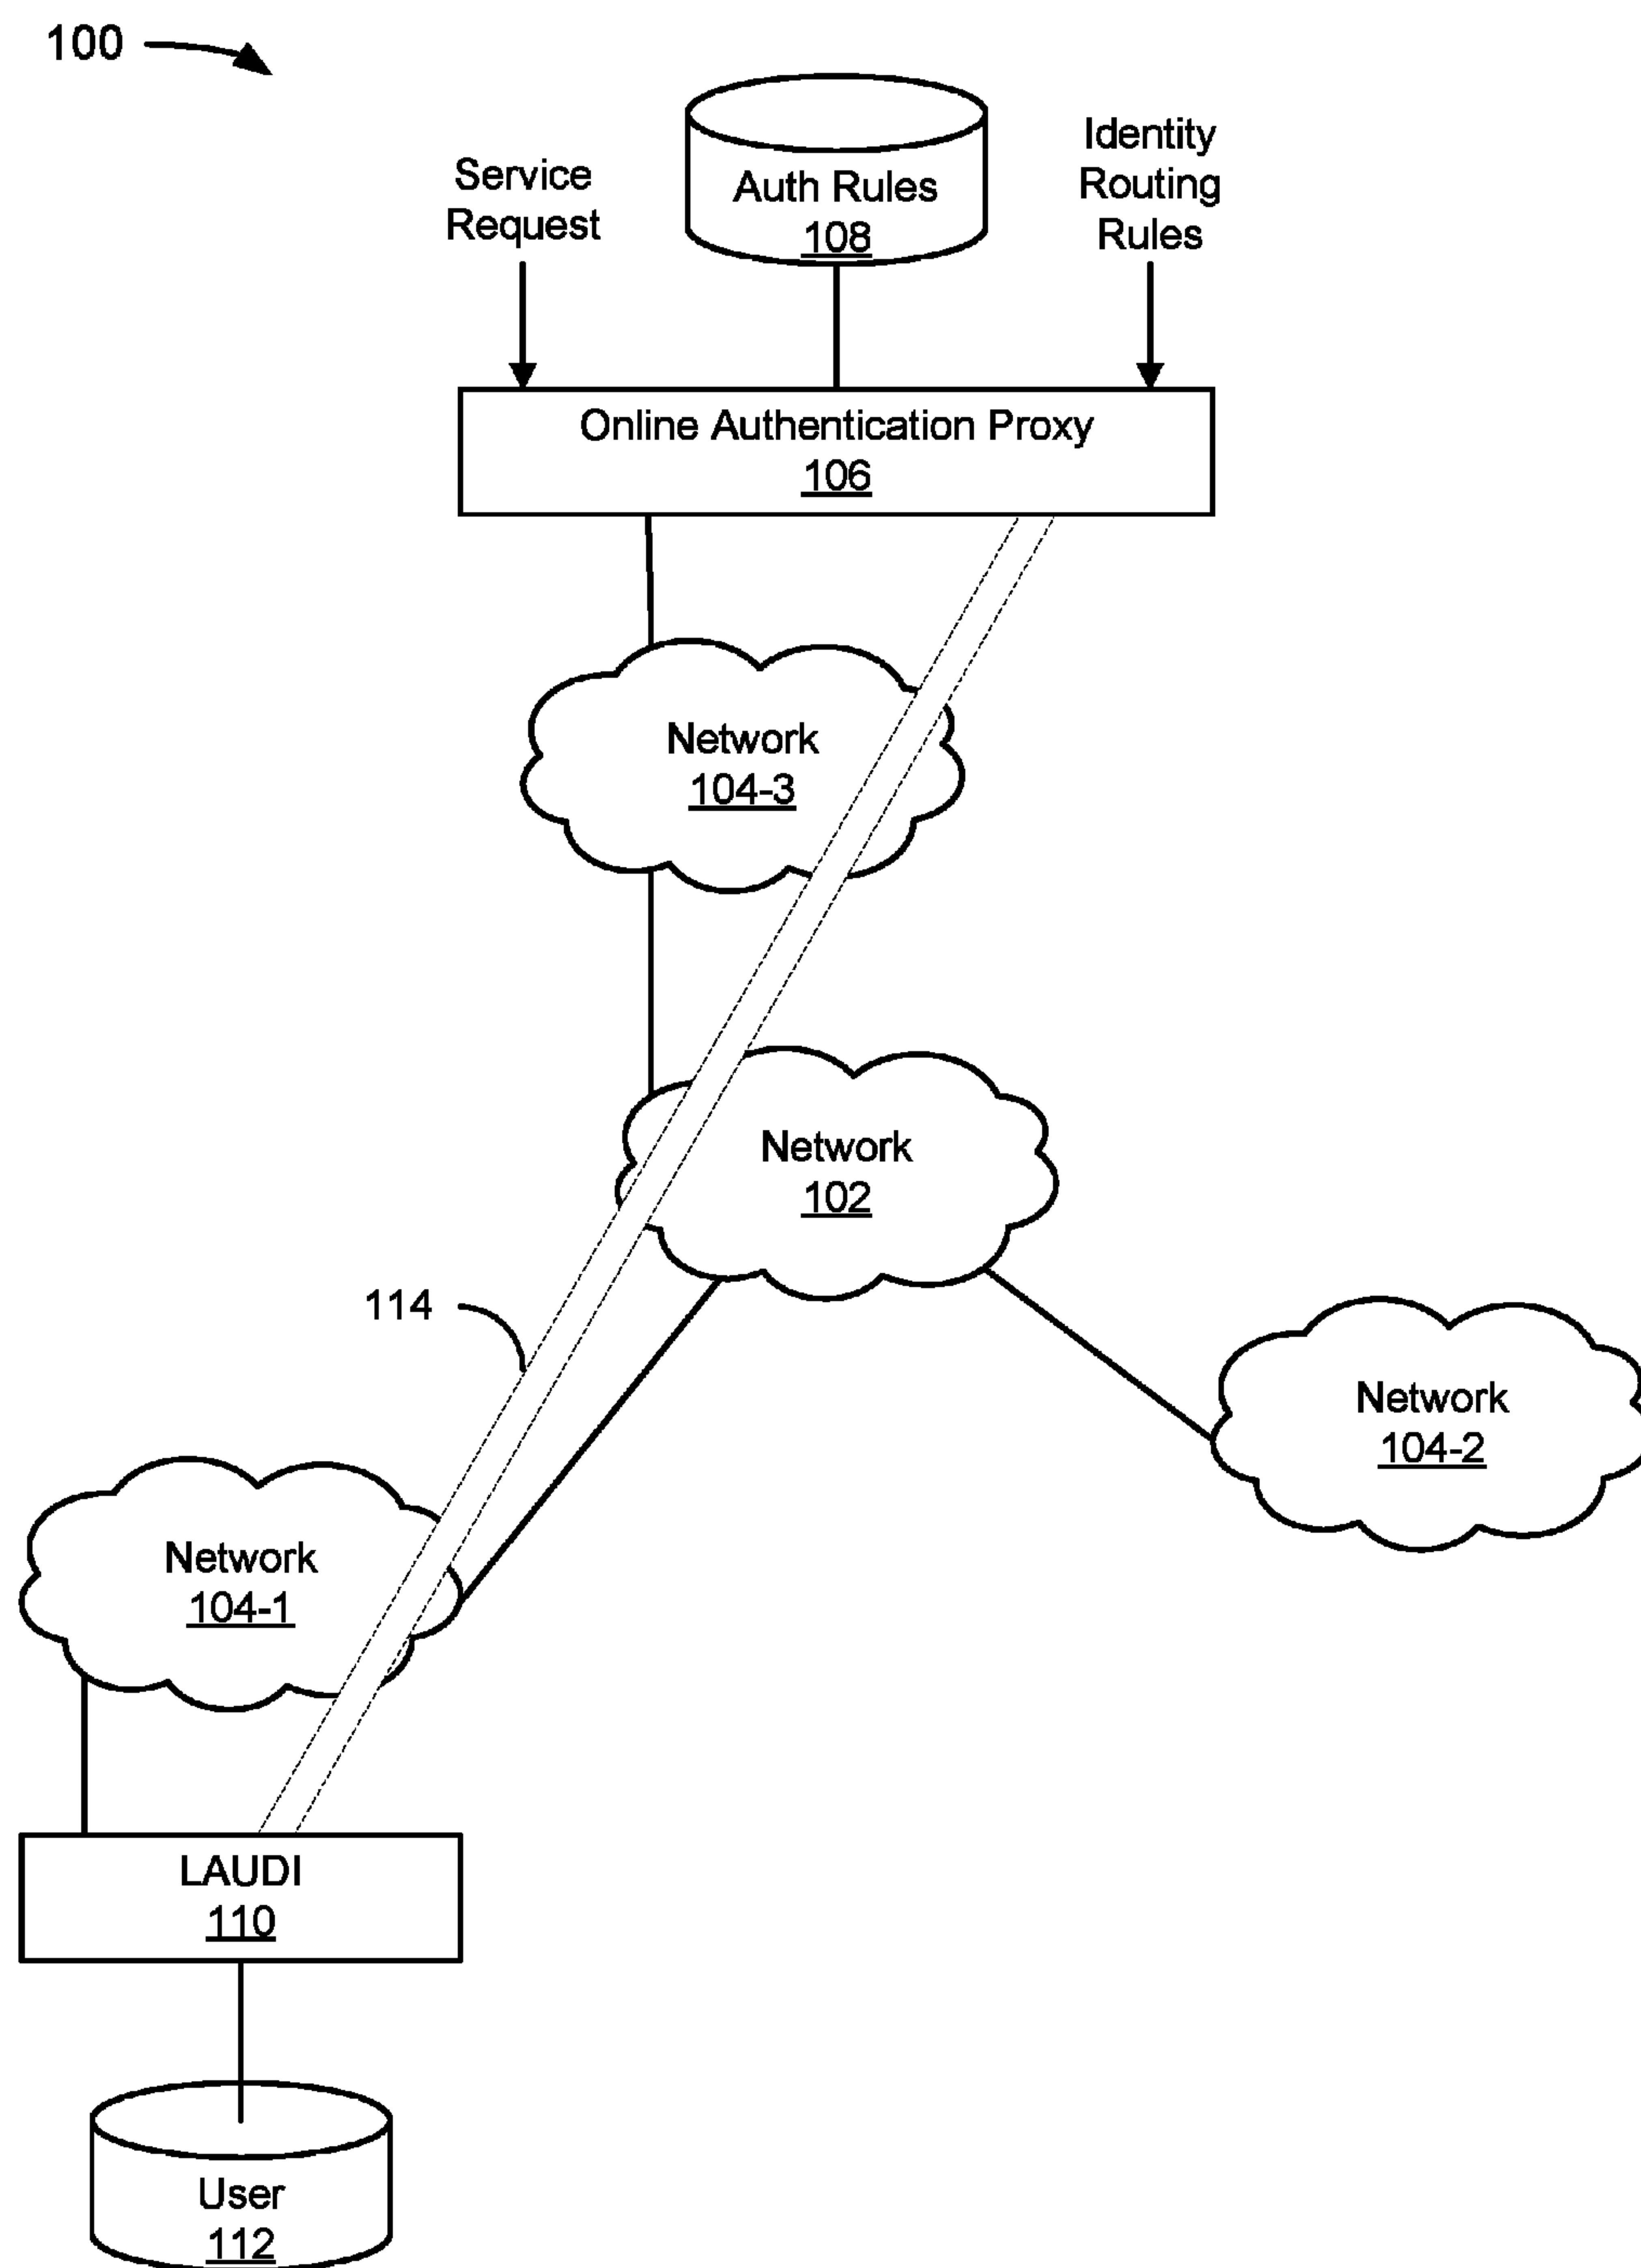 100
Service
Request
Auth Rules
108
Identity
Routing
Rules
Online Authentication Proxy
106
Network
104-3
Network
102
114
Network
104-2
Network
104-1
LAUDI
110
User
112